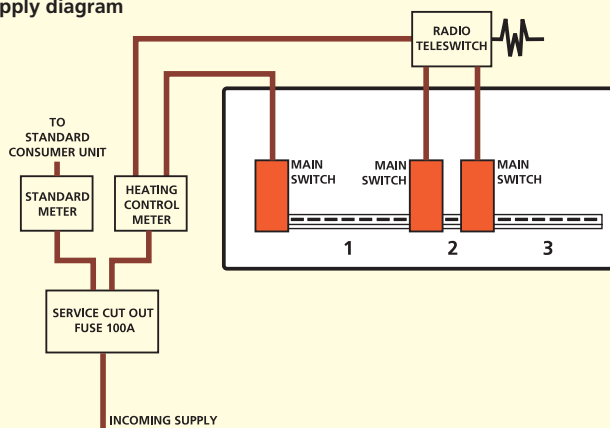 pply diagram
RADIO
TELESWITCH
TO
STANDARD
CONSUMER UNIT
STANDARD
METER
HEATING
CONTROL
METER
MAIN
SWITCH
MAIN
SWITCH
MAIN
SWITCH
1
2
3
SERVICE CUT OUT
FUSE 100A
INCOMING SUPPLY